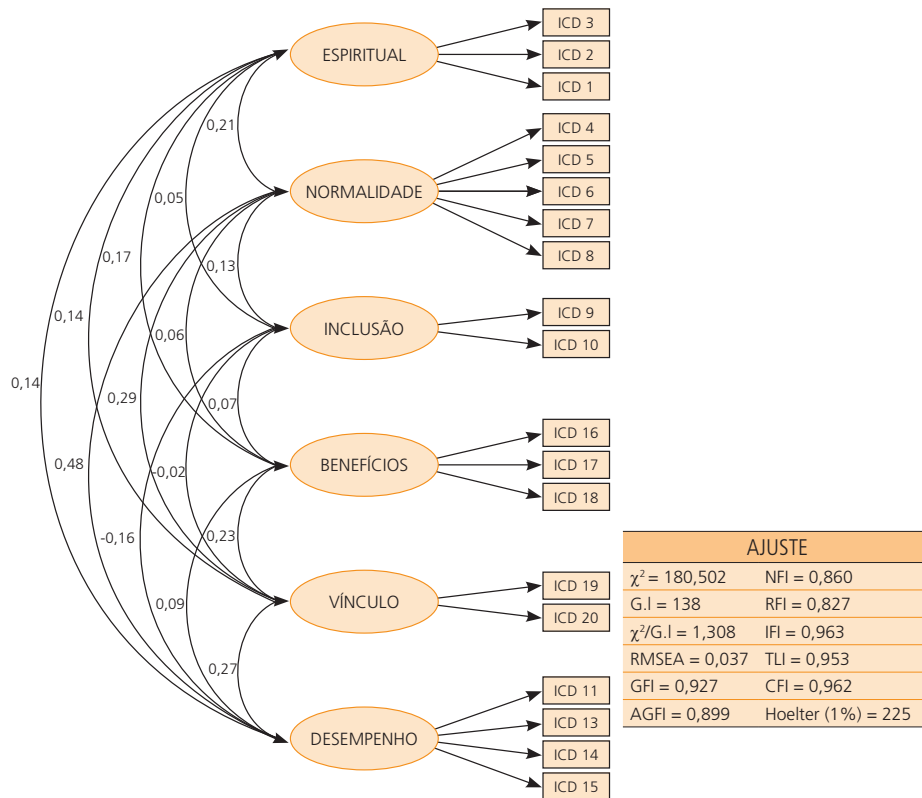 ICD 3
ESPIRITUAL
ICD 2
ICD 1
0,21
ICD 4
ICD 5
NORMALIDADE
ICD 6
0,05
ICD 7
ICD 8
0,17
0,13
ICD 9
0,14
INCLUSÃO
0,06
ICD 10
0,14
0,29
0,07
ICD 16
0,48
-0,02
BENEFÍCIOS
ICD 17
ICD 18
-0,16
0,23
ICD 19
0,09
VÍNCULO
ICD 20
0,27
ICD 11
ICD 13
DESEMPENHO
ICD 14
ICD 15
AJUSTE
χ² = 180,502 NFI = 0,860
G.l = 138 RFI = 0,827
χ²/G.l = 1,308 IFI = 0,963
RMSEA = 0,037 TLI = 0,953
GFI = 0,927 CFI = 0,962
AGFI = 0,899 Hoelter (1%) = 225